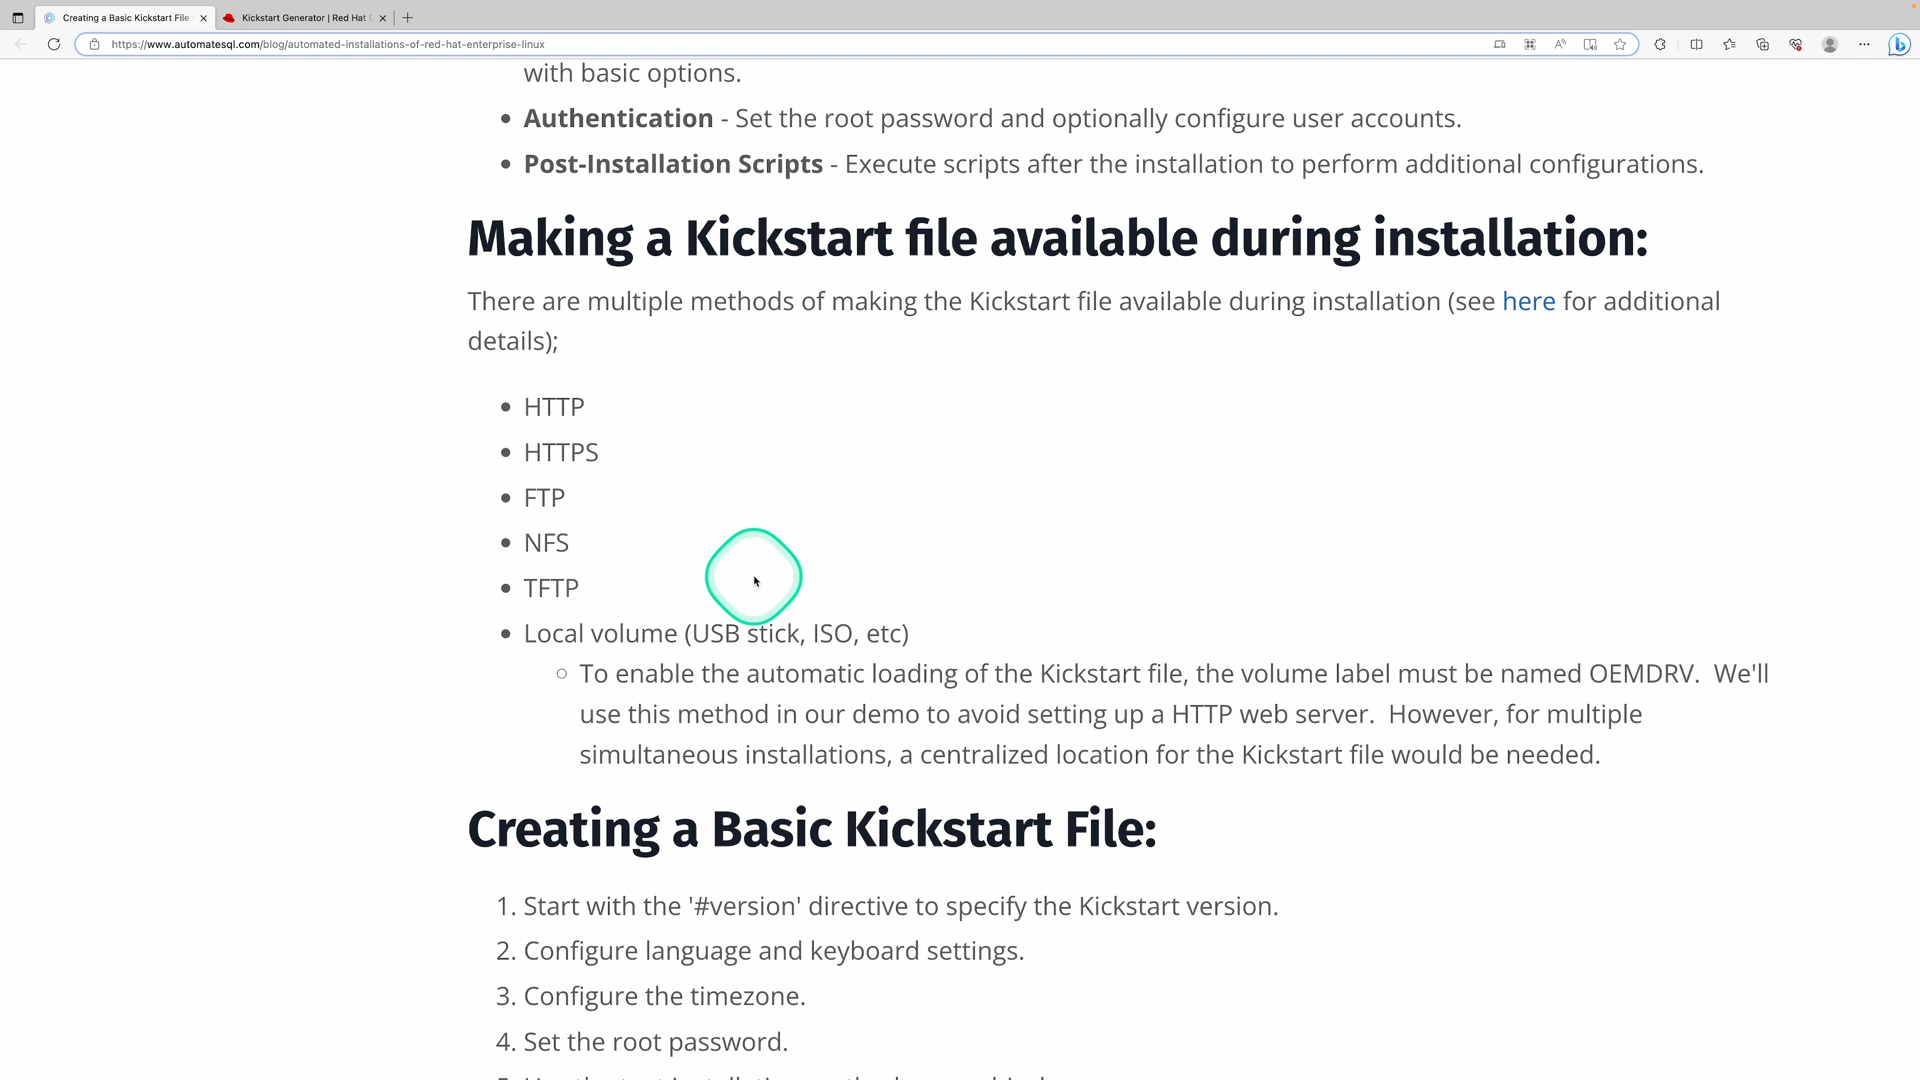 Creating a Basic Kickstart File
Kickstart Generator | Red Hat
https://www.automatesql.com/blog/automated-installations-of-red-hat-enterprise-linux
with basic options.
• Authentication - Set the root password and optionally configure user accounts.
• Post-Installation Scripts - Execute scripts after the installation to perform additional configurations.
Making a Kickstart file available during installation:
There are multiple methods of making the Kickstart file available during installation (see here for additional
details);
• HTTP
• HTTPS
• FTP
• NFS
• TFTP
• Local volume (USB stick, ISO, etc)
◦ To enable the automatic loading of the Kickstart file, the volume label must be named OEMDRV.  We'll
use this method in our demo to avoid setting up a HTTP web server.  However, for multiple
simultaneous installations, a centralized location for the Kickstart file would be needed.
Creating a Basic Kickstart File:
1. Start with the '#version' directive to specify the Kickstart version.
2. Configure language and keyboard settings.
3. Configure the timezone.
4. Set the root password.